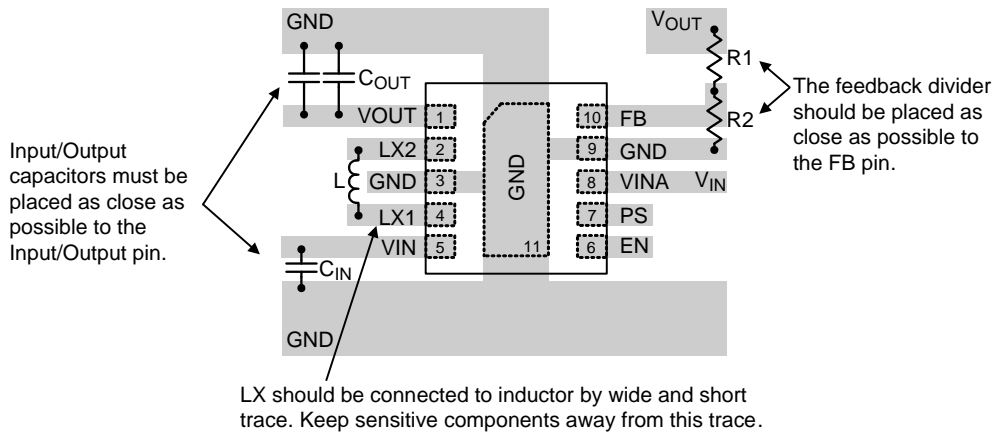 GND
VOUT
R1
COUT
The feedback divider
should be placed as
close as possible to
the FB pin.
VOUT 1
10 FB
R2
Input/Output
capacitors must be
placed as close as
possible to the
Input/Output pin.
LX2 2
9 GND
L
GND 3
GND
8 VINA VIN
LX1 4
7 PS
VIN 5
11
6 EN
CIN
GND
LX should be connected to inductor by wide and short
trace. Keep sensitive components away from this trace.